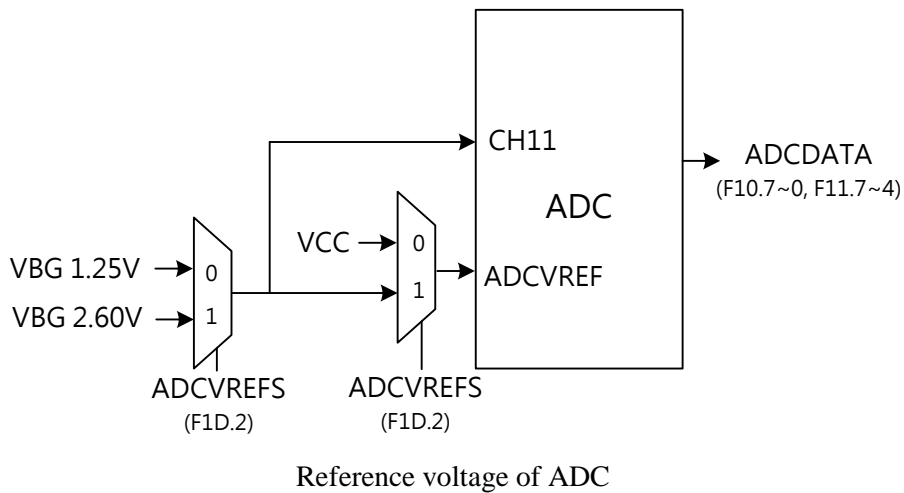 CH11
ADCDATA
(F10.7~0, F11.7~4)
ADC
VCC
0
VBG 1.25V
0
ADCVREF
1
VBG 2.60V
1
ADCVREFS
(F1D.2)
ADCVREFS
(F1D.2)
Reference voltage of ADC